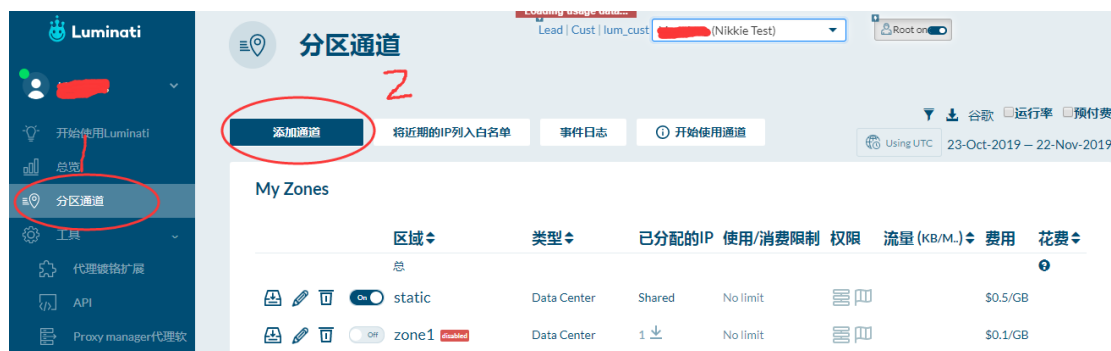 Luminati
开始使用Luminati
总览
分区通道
工具
代理镀铬扩展
API
Proxy manager代理软
Loading usage data...
分区通道
Lead | Cust | lum_cust
(Nikkie Test)
Root on
1
2
添加通道
将近期的IP列入白名单
事件日志
开始使用通道
谷歌 运行率 预付费
Using UTC 23-Oct-2019 – 22-Nov-2019
My Zones
区域 类型 已分配的IP 使用/消费限制 权限 流量 (KB/M..) 费用 花费
总
On static Data Center Shared No limit $0.5/GB
Off zone1 disabled Data Center 1 No limit $0.1/GB